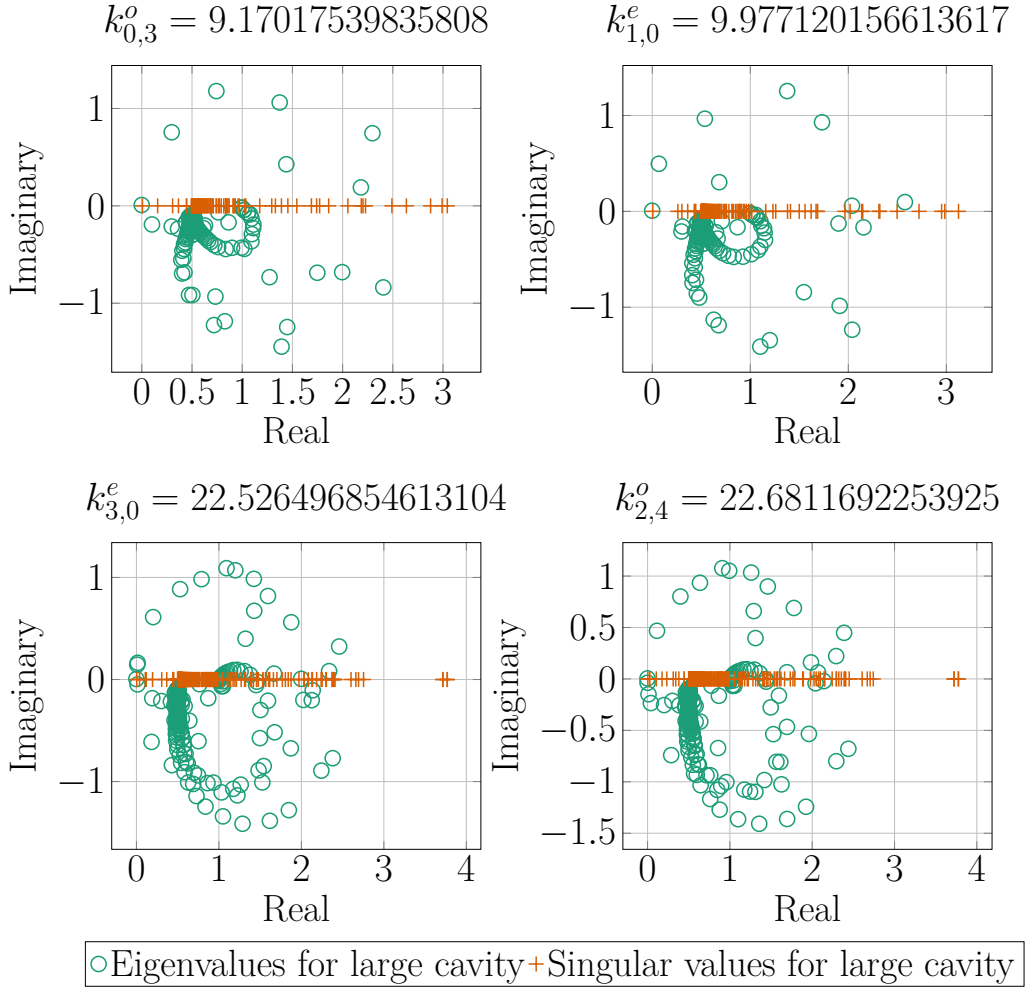 k^o_{0,3} = 9.17017539835808
k^e_{1,0} = 9.977120156613617
1
0
−1
Imaginary
0
0.5
1
1.5
2
2.5
3
Real
1
0
−1
Imaginary
0
1
2
3
Real
k^e_{3,0} = 22.526496854613104
k^o_{2,4} = 22.6811692253925
1
0
−1
Imaginary
0
1
2
3
4
Real
1
0.5
0
−0.5
−1
−1.5
Imaginary
0
1
2
3
4
Real
Eigenvalues for large cavity
Singular values for large cavity